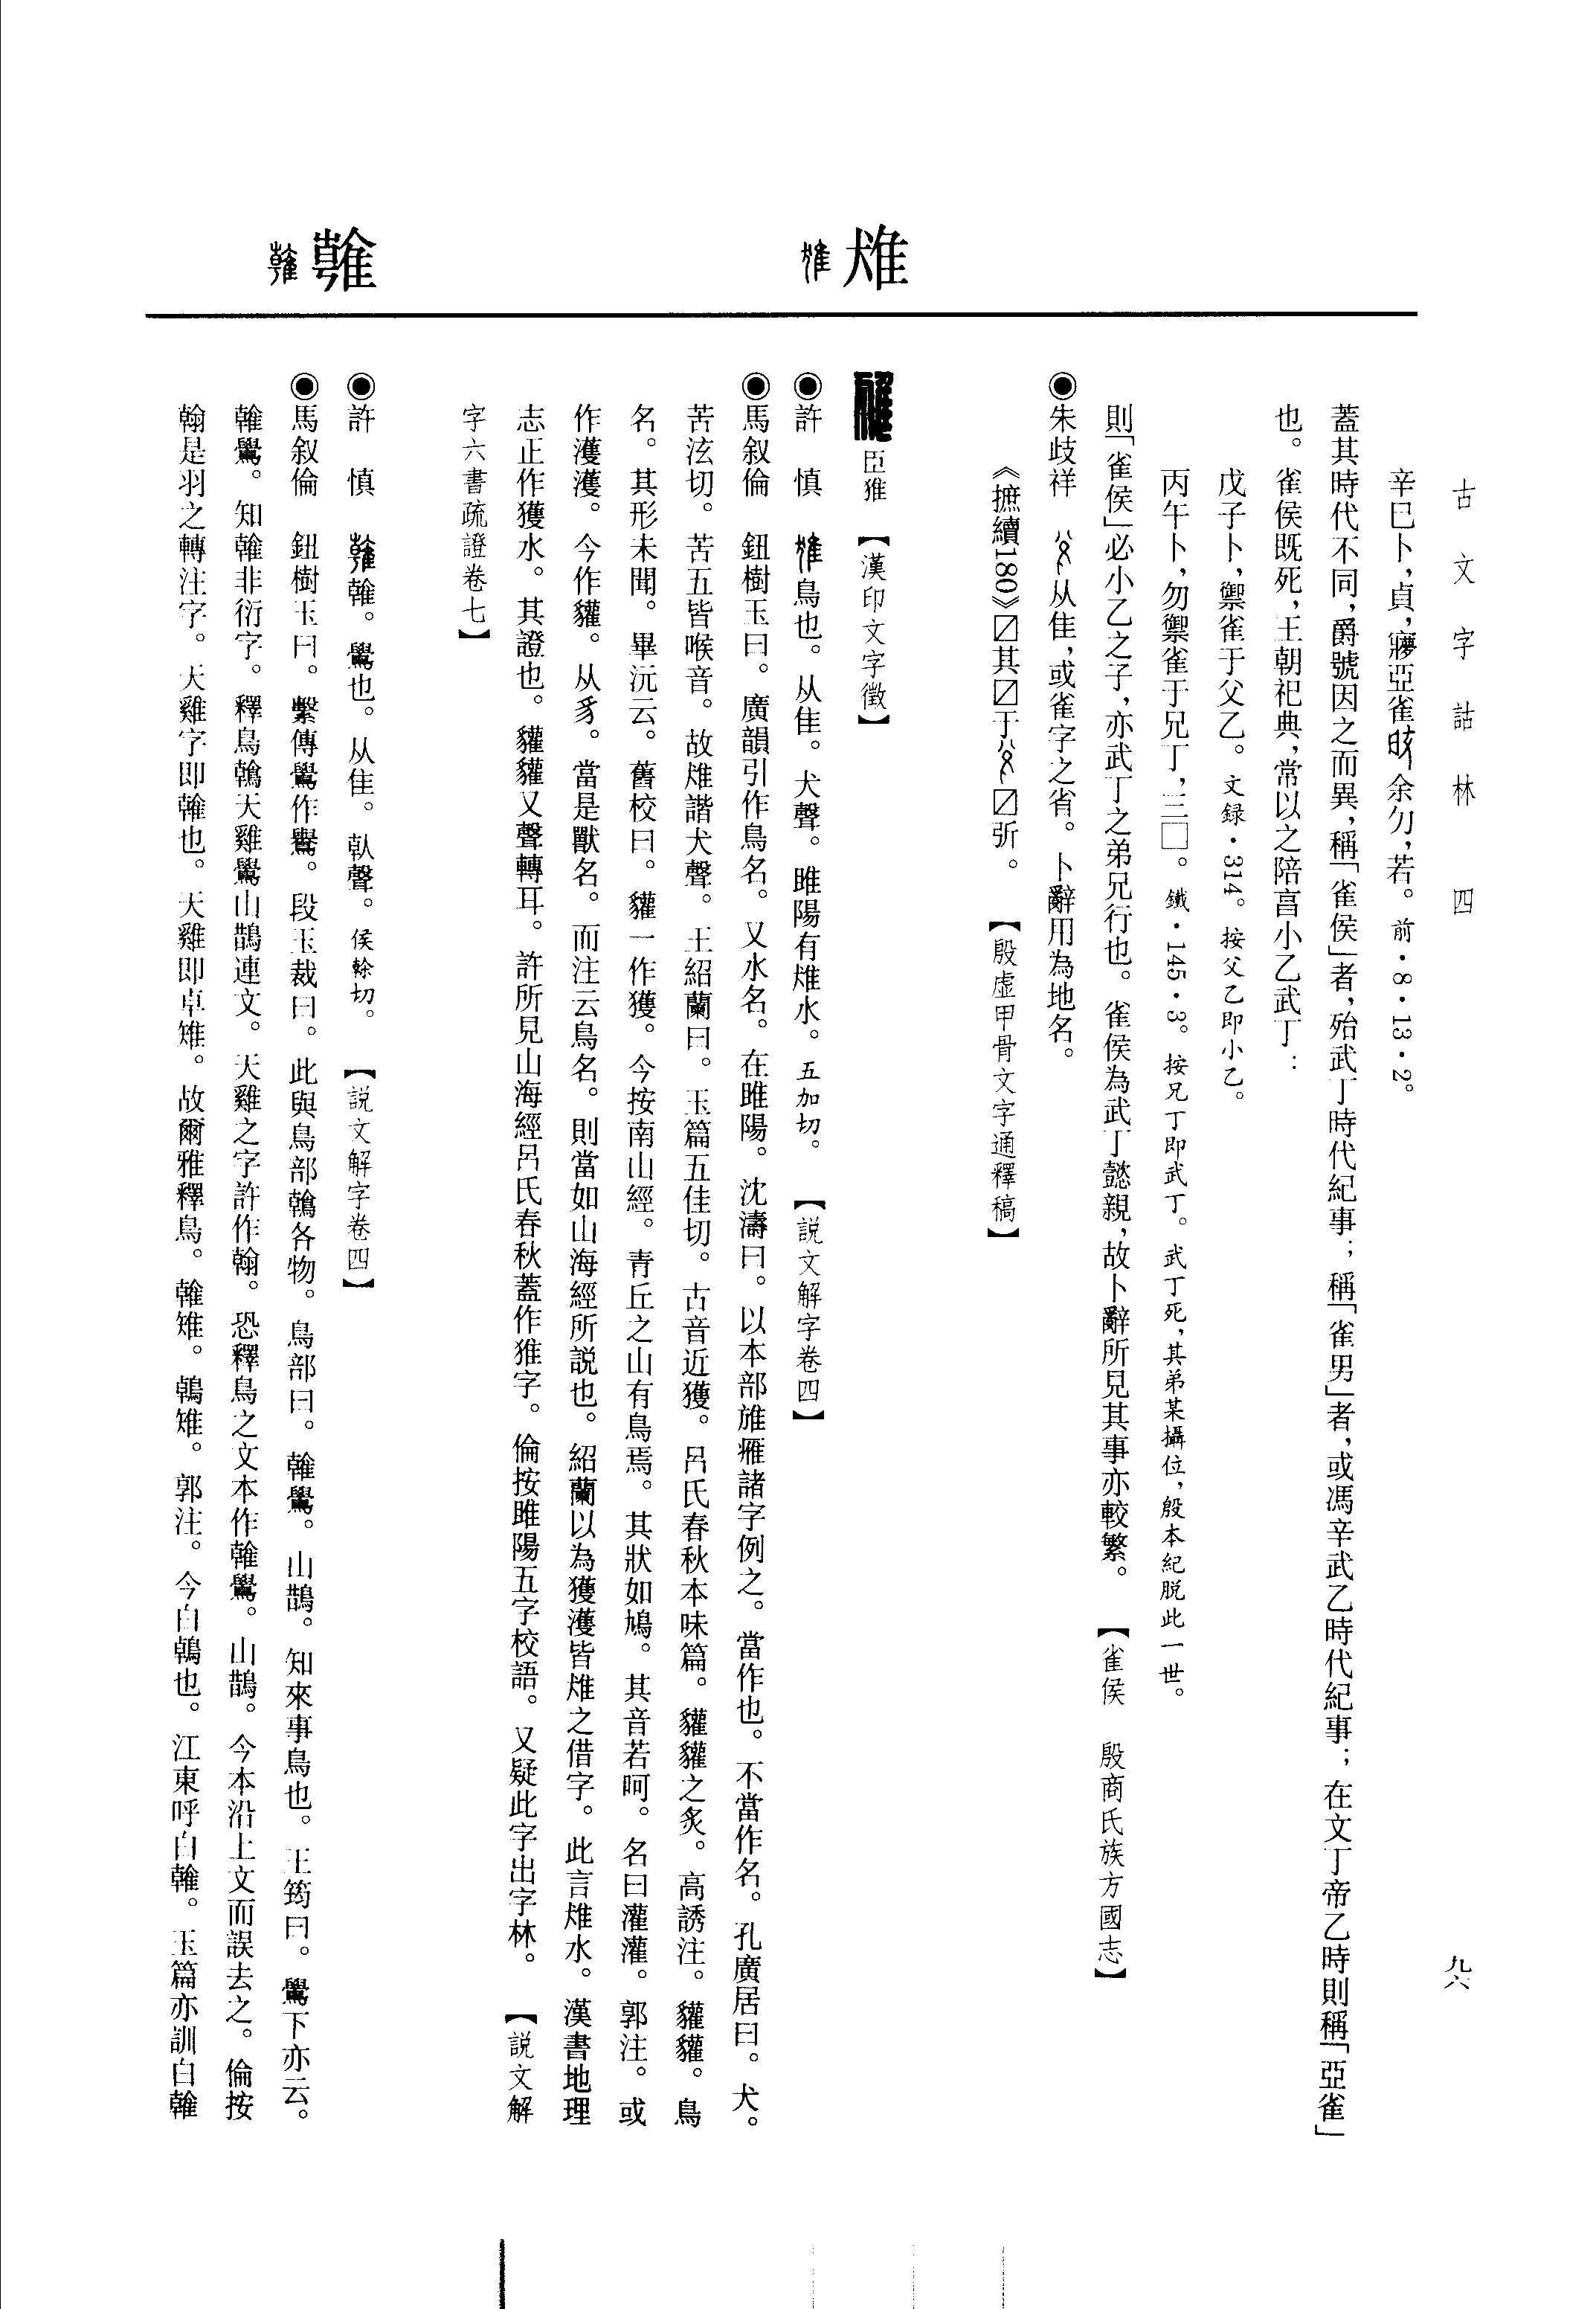 古文字詁林　四
九六
辛巳卜，貞，𤕫亞雀余刀，若。前·8·13·2。
蓋其時代不同，爵號因之而異，稱「雀侯」者，殆武丁時代紀事；稱「雀男」者，或馮辛武乙時代紀事；在文丁帝乙時則稱「亞雀」
也。雀侯既死，王朝祀典，常以之陪亯小乙武丁：
戊子卜，禦雀于父乙。文録·314。按父乙即小乙。
丙午卜，勿禦雀于兄丁，三□。鐵·145·3。按兄丁即武丁。武丁死，其弟某攝位，殷本紀脱此一世。
則「雀侯」必小乙之子，亦武丁之弟兄行也。雀侯為武丁懿親，故卜辭所見其事亦較繁。【雀侯　殷商氏族方國志】
◉朱歧祥　从隹，或雀字之省。卜辭用為地名。
《摭續180》☑其☑于☑㫁。【殷虛甲骨文字通釋稿】
雃
臣雃【漢印文字徵】
◉許　慎　鳥也。从隹。犬聲。睢陽有雃水。五加切。【説文解字卷四】
◉馬叙倫　鈕樹玉曰。廣韻引作鳥名。又水名。在睢陽。沈濤曰。以本部雄雁諸字例之。當作也。不當作名。孔廣居曰。犬。
苦泫切。苦五皆喉音。故㹳諧犬聲。王紹蘭曰。玉篇五佳切。古音近獲。呂氏春秋本味篇。貛貛之炙。高誘注。貛貛。鳥
名。其形未聞。畢沅云。舊校曰。貛一作獲。今按南山經。青丘之山有鳥焉。其狀如鳩。其音若呵。名曰灌灌。郭注。或
作濩濩。今作貛。从豸。當是獸名。而注云鳥名。則當如山海經所説也。紹蘭以為獲濩皆㹳之借字。此言㹳水。漢書地理
志正作獲水。其證也。貛貛又聲轉耳。許所見山海經呂氏春秋蓋作㹳字。倫按睢陽五字校語。又疑此字出字林。【説文解
字六書疏證卷七】
雗
◉許　慎　雗。鷽也。从隹。倝聲。侯榦切。【説文解字卷四】
◉馬叙倫　鈕樹玉曰。繫傳鷽作鸒。段玉裁曰。此與鳥部鶾各物。鳥部曰。雗鷽。山鵲。知來事鳥也。王筠曰。鷽下亦云。
雗鷽。知雗非衍字。釋鳥鶾天雞鷽山鵲連文。天雞之字許作翰。恐釋鳥之文本作雗鷽。山鵲。今本沿上文而誤去之。倫按
翰是羽之轉注字。天雞字即雗也。天雞即卓雉。故爾雅釋鳥。雗雉。鵫雉。郭注。今白鵫也。江東呼白雗。玉篇亦訓白雗